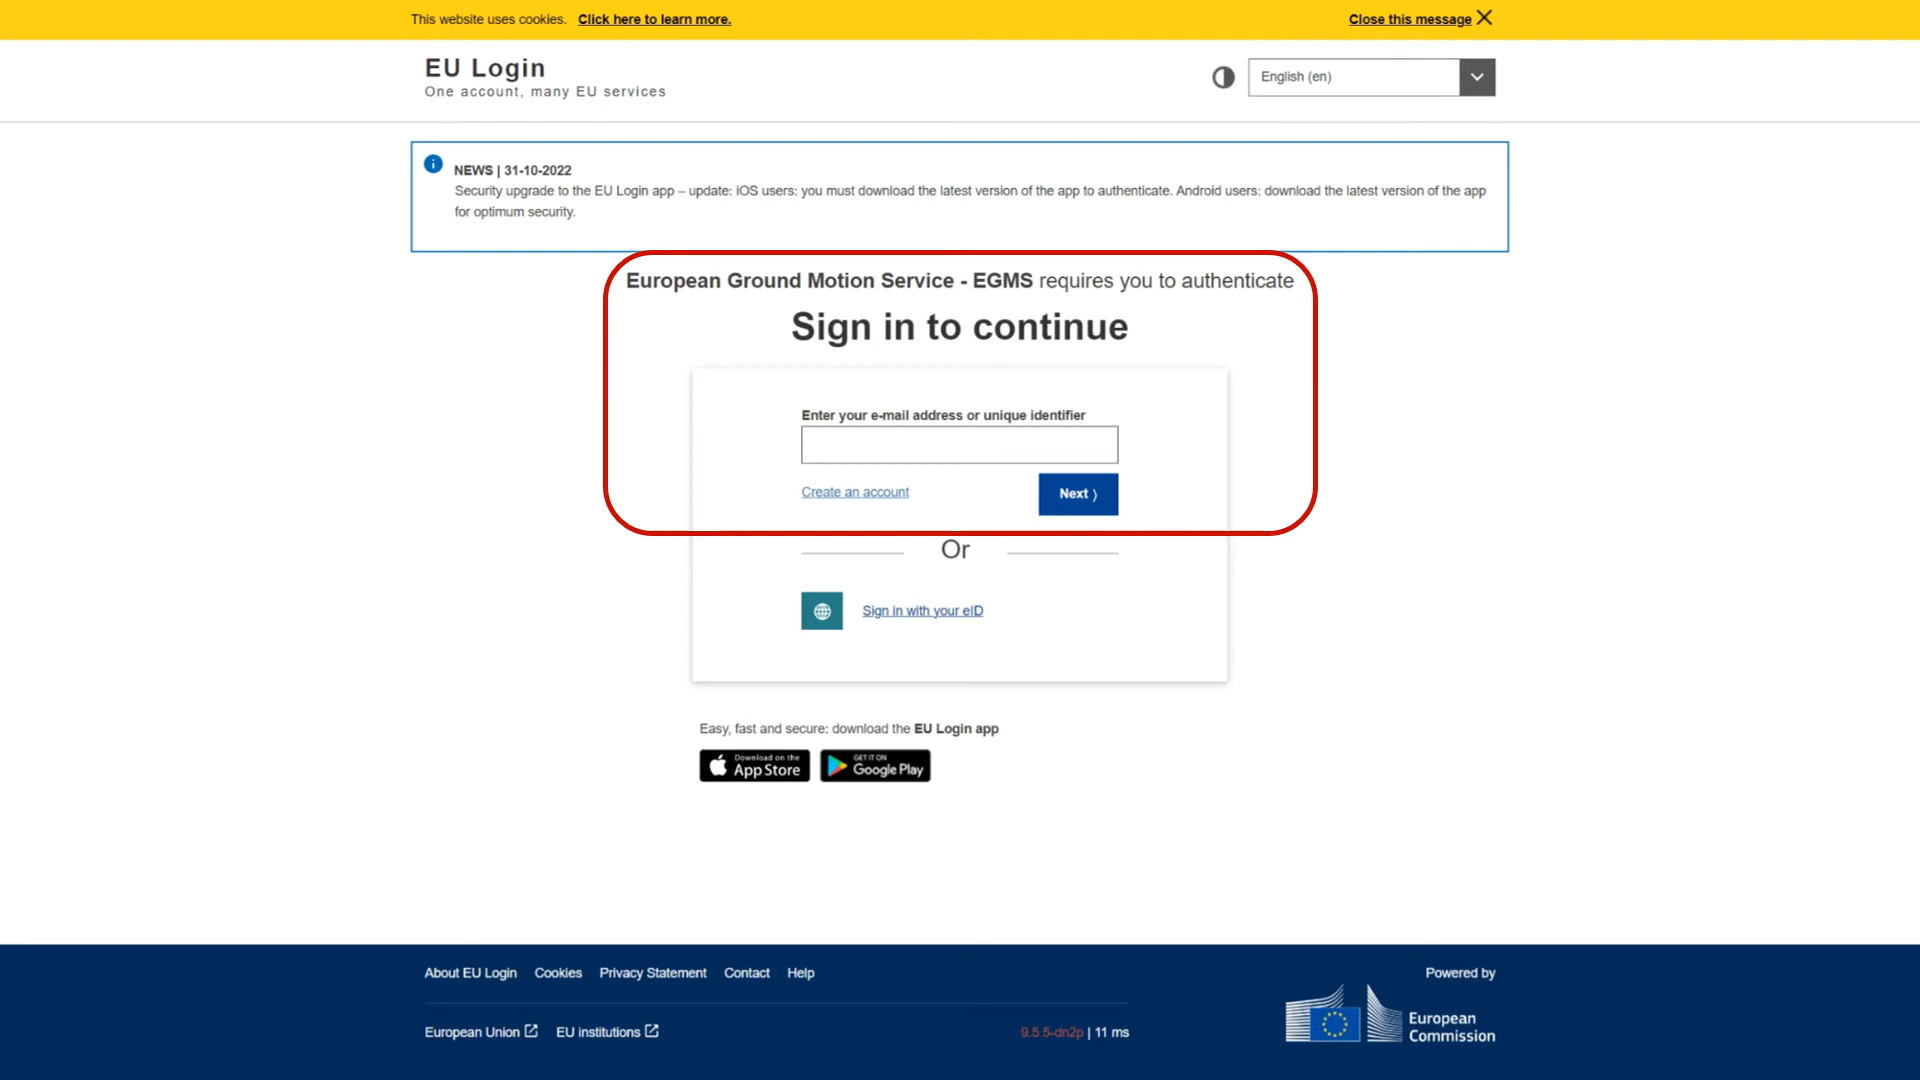 This website uses cookies. Click here to learn more. Close this message
EU Login
One account, many EU services
English (en)
NEWS | 31-10-2022
Security upgrade to the EU Login app – update: iOS users: you must download the latest version of the app to authenticate. Android users: download the latest version of the app
for optimum security.
European Ground Motion Service - EGMS requires you to authenticate
Sign in to continue
Enter your e-mail address or unique identifier
Create an account
Next
Or
Sign in with your eID
Easy, fast and secure: download the EU Login app
Download on the
App Store
GET IT ON
Google Play
About EU Login Cookies Privacy Statement Contact Help
Powered by
European Union EU institutions
9.5.5-dn2p | 11 ms
European
Commission